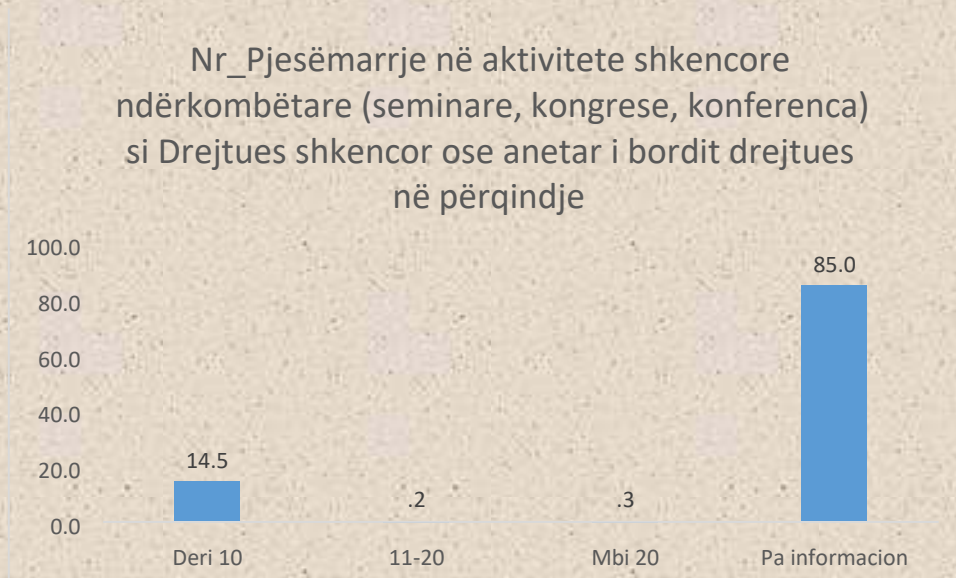 Nr_Pjesëmarrje në aktivitete shkencore
ndërkombëtare (seminare, kongrese, konferenca)
si Drejtues shkencor ose anetar i bordit drejtues
në përqindje
100.0
80.0
60.0
40.0
20.0
0.0
14.5
.2
.3
85.0
Deri 10
11-20
Mbi 20
Pa informacion